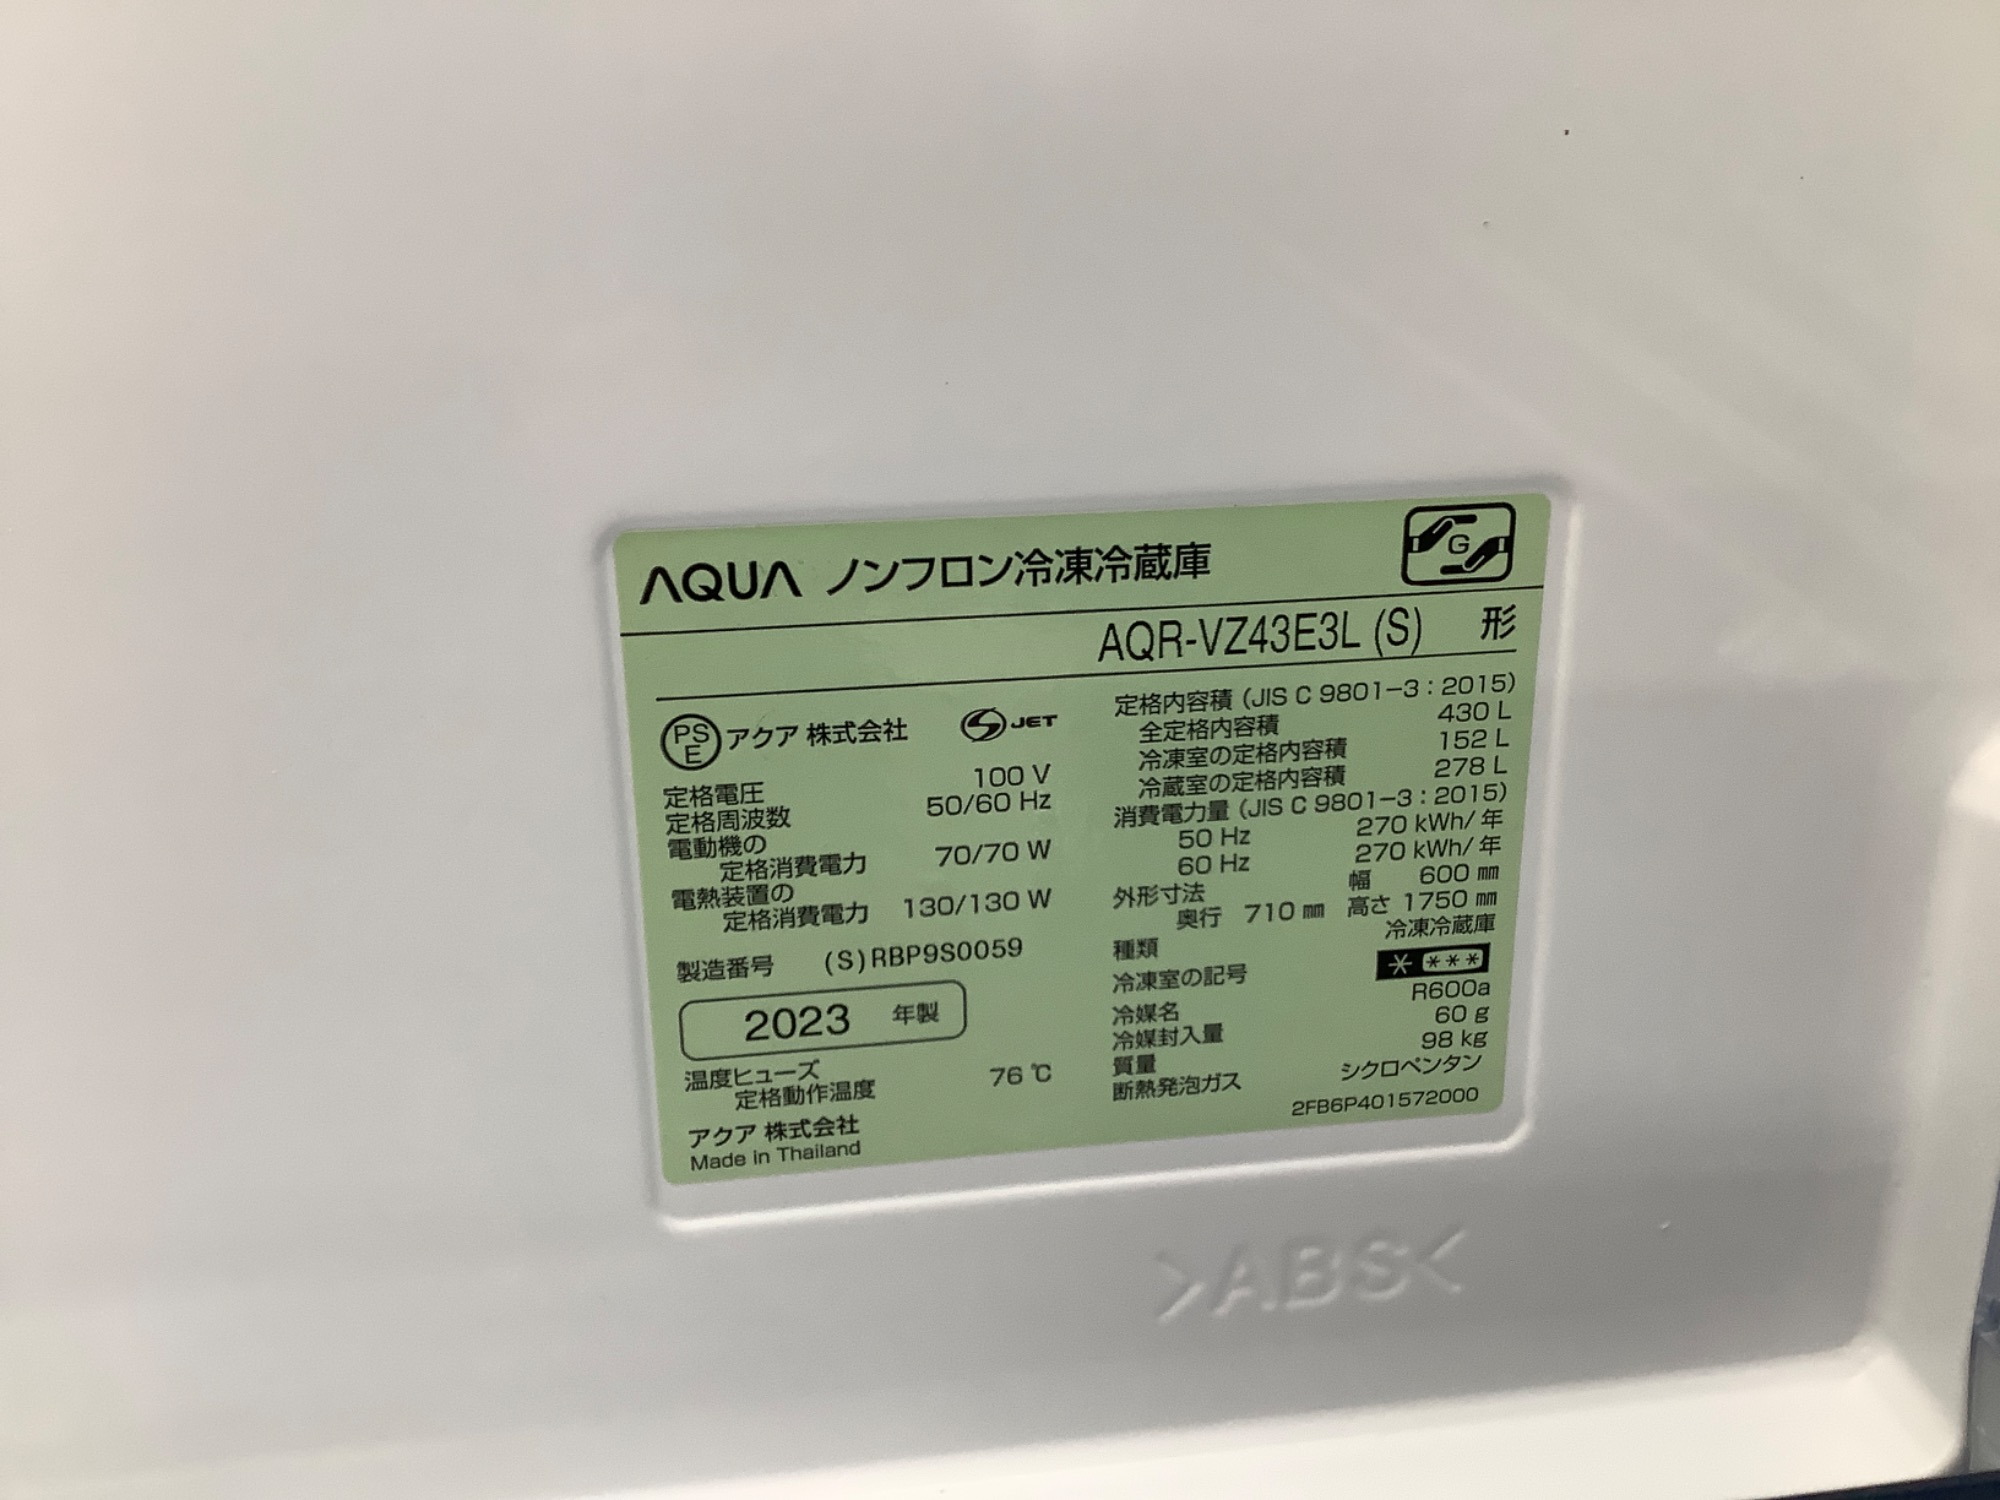 AQUA ノンフロン冷凍冷蔵庫
G
AQR-VZ43E3L (S) 形
PS
E
アクア 株式会社
S JET
定格電圧 100 V
定格周波数 50/60 Hz
電動機の
定格消費電力 70/70 W
電熱装置の
定格消費電力 130/130 W
製造番号 (S)RBP9S0059
2023 年製
温度ヒューズ
定格動作温度 76 ℃
アクア 株式会社
Made in Thailand
定格内容積 (JIS C 9801-3 : 2015)
全定格内容積 430 L
冷凍室の定格内容積 152 L
冷蔵室の定格内容積 278 L
消費電力量 (JIS C 9801-3 : 2015)
50 Hz 270 kWh/年
60 Hz 270 kWh/年
外形寸法 幅 600 ㎜
奥行 710 ㎜ 高さ 1750 ㎜
種類 冷凍冷蔵庫
冷凍室の記号 * ***
冷媒名 R600a
冷媒封入量 60 g
質量 98 kg
断熱発泡ガス シクロペンタン
2FB6P401572000
>ABS<